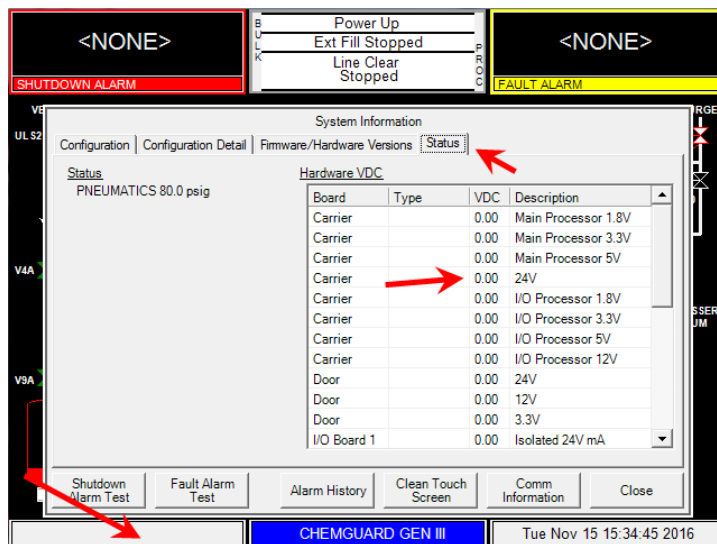 <NONE>
SHUTDOWN ALARM
BULK
Power Up
Ext Fill Stopped
Line Clear
Stopped
PROC
<NONE>
FAULT ALARM
UL S2
V4A
V9A
System Information
Configuration
Configuration Detail
Firmware/Hardware Versions
Status
Status
PNEUMATICS 80.0 psig
Hardware VDC
Board Type VDC Description
Carrier 0.00 Main Processor 1.8V
Carrier 0.00 Main Processor 3.3V
Carrier 0.00 Main Processor 5V
Carrier 0.00 24V
Carrier 0.00 I/O Processor 1.8V
Carrier 0.00 I/O Processor 3.3V
Carrier 0.00 I/O Processor 5V
Carrier 0.00 I/O Processor 12V
Door 0.00 24V
Door 0.00 12V
Door 0.00 3.3V
I/O Board 1 0.00 Isolated 24V mA
Shutdown
Alarm Test
Fault Alarm
Test
Alarm History
Clean Touch
Screen
Comm
Information
Close
CHEMGUARD GEN III
Tue Nov 15 15:34:45 2016